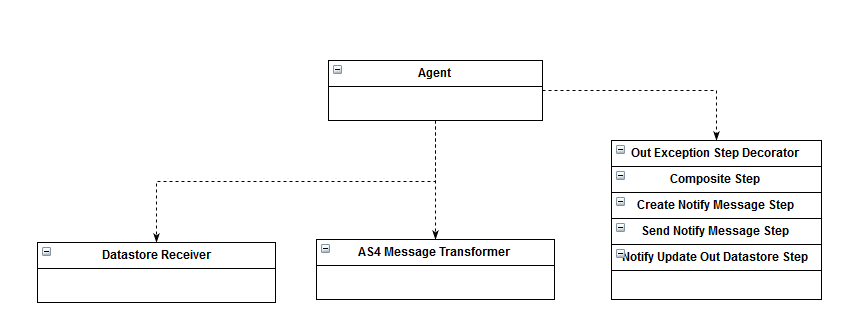 Agent
Out Exception Step Decorator
Composite Step
Create Notify Message Step
Send Notify Message Step
Notify Update Out Datastore Step
Datastore Receiver
AS4 Message Transformer